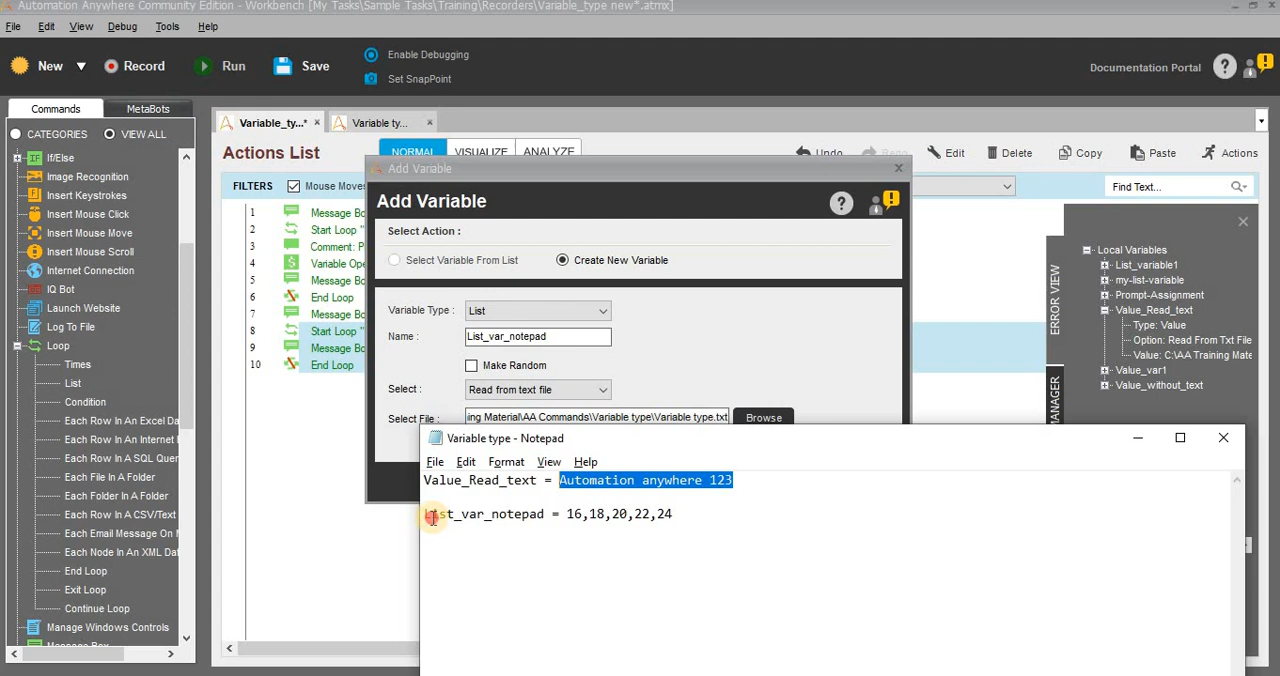 Automation Anywhere Community Edition - Workbench [My Tasks\Sample Tasks\Training\Recorders\Variable_type new*.atmx]
File Edit View Debug Tools Help
New Record Run Save
Enable Debugging
Set SnapPoint
Documentation Portal
Commands MetaBots
CATEGORIES VIEW ALL
If/Else
Image Recognition
Insert Keystrokes
Insert Mouse Click
Insert Mouse Move
Insert Mouse Scroll
Internet Connection
IQ Bot
Launch Website
Log To File
Loop
Times
List
Condition
Each Row In An Excel Da
Each Row In An Internet
Each Row In A SQL Quer
Each File In A Folder
Each Folder In A Folder
Each Row In A CSV/Text
Each Email Message On M
Each Node In An XML Dat
End Loop
Exit Loop
Continue Loop
Manage Windows Controls
Message Box
Variable_ty...* Variable ty...
Actions List
NORMAL VISUALIZE ANALYZE
Undo Redo Edit Delete Copy Paste Actions
FILTERS Mouse Moves
Find Text...
1 Message Bo
2 Start Loop "
3 Comment: Pl
4 Variable Ope
5 Message Bo
6 End Loop
7 Message Bo
8 Start Loop "
9 Message Bo
10 End Loop
Add Variable
Add Variable
Select Action :
Select Variable From List Create New Variable
Variable Type : List
Name : List_var_notepad
Make Random
Select : Read from text file
Select File : ing Material\AA Commands\Variable type\Variable type.txt Browse
ERROR VIEW
MANAGER
Local Variables
List_variable1
my-list-variable
Prompt-Assignment
Value_Read_text
Type: Value
Option: Read From Txt File
Value: C:\AA Training Mate
Value_var1
Value_without_text
Variable type - Notepad
File Edit Format View Help
Value_Read_text = Automation anywhere 123
List_var_notepad = 16,18,20,22,24